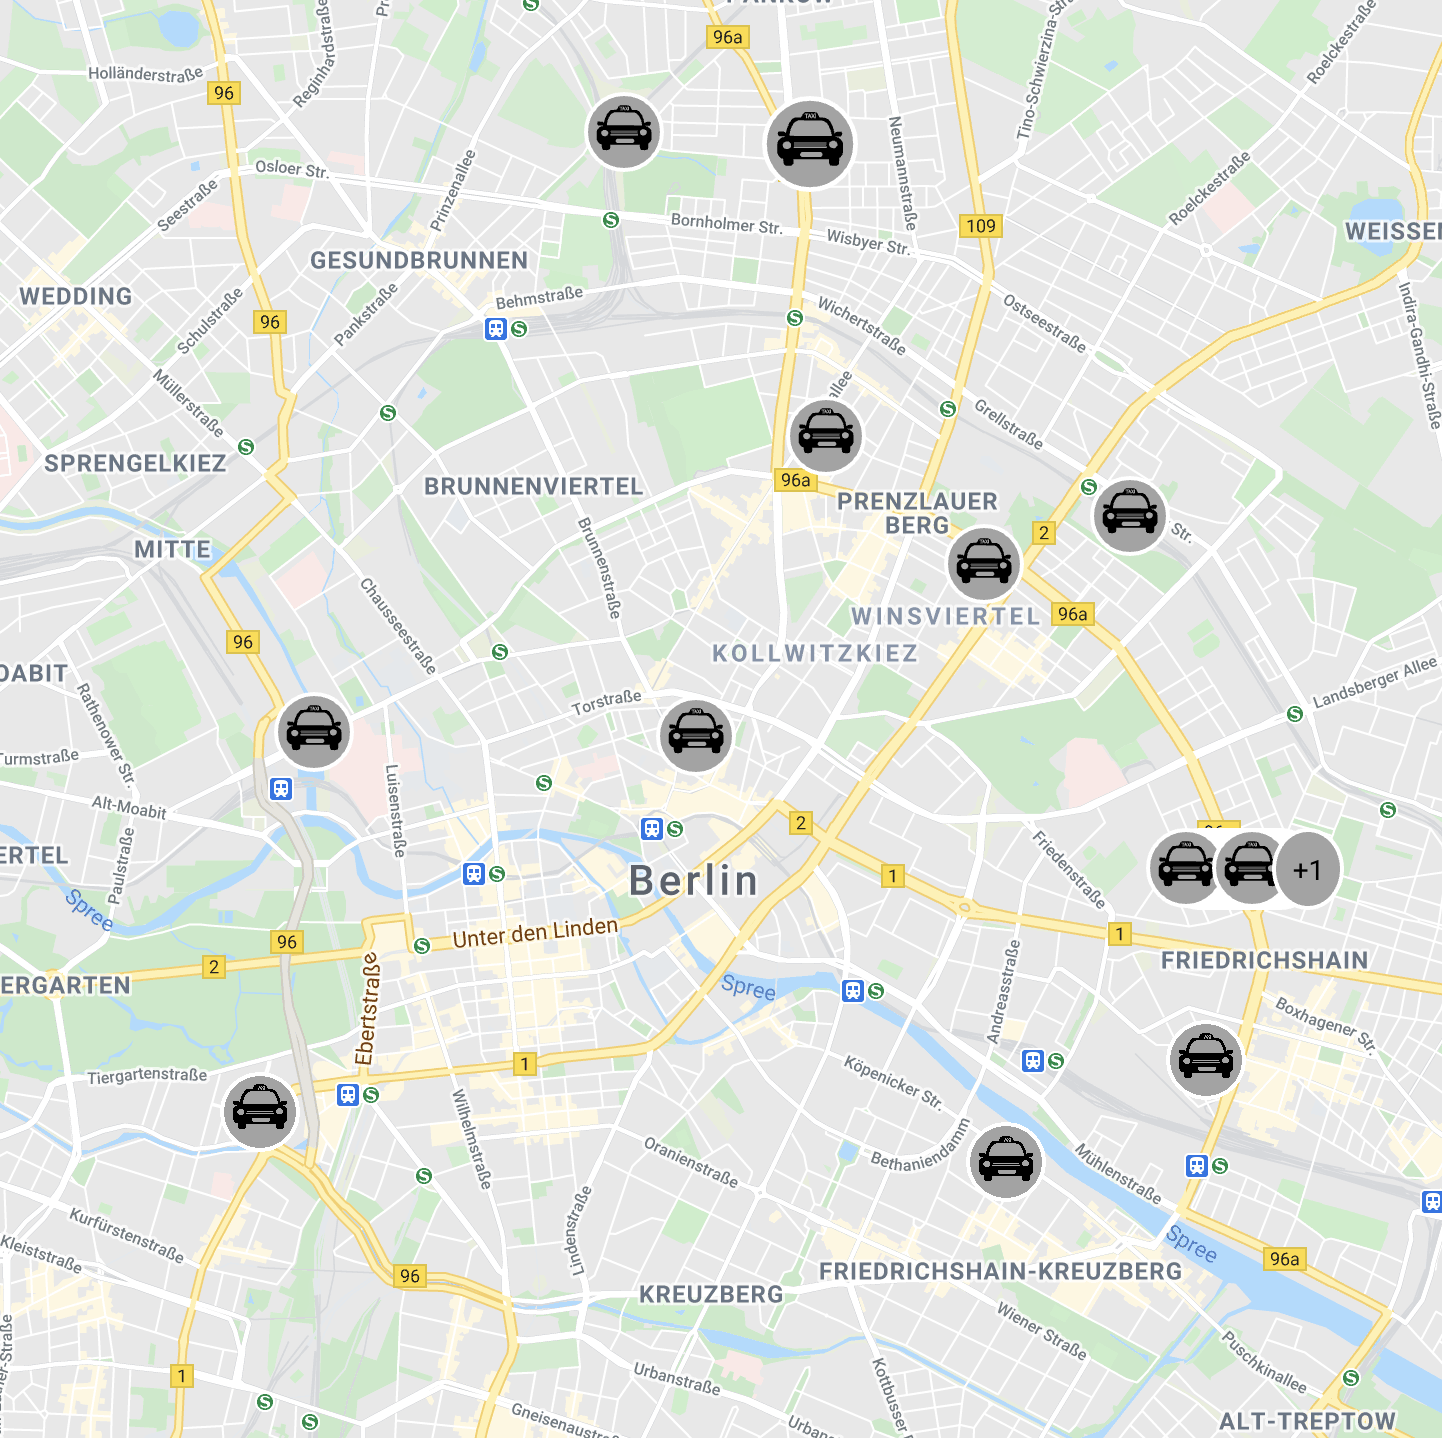 PANKOW
96a
Holländerstraße
Reginhardstraße
96
Tino-Schwierzina-Str.
Roelckestraße
Neumannstraße
Osloer Str.
Prinzenallee
Seestraße
Roelckestraße
Bornholmer Str.
Wisbyer Str.
109
WEISSEN
GESUNDBRUNNEN
WEDDING
Behmstraße
Schulstraße
Pankstraße
96
Wichertstraße
Ostseestraße
Indira-Gandhi-Straße
Müllerstraße
allee
Grellstraße
SPRENGELKIEZ
BRUNNENVIERTEL
96a
PRENZLAUER
BERG
MITTE
Brunnenstraße
2
Str.
Chausseestraße
WINSVIERTEL
96a
96
KOLLWITZKIEZ
OABIT
Rathenower Str.
Torstraße
Landsberger Allee
Turmstraße
Luisenstraße
Alt-Moabit
2
ERTEL
Paulstraße
Friedenstraße
Berlin
1
+1
Spree
96
Unter den Linden
1
2
FRIEDRICHSHAIN
ERGARTEN
Ebertstraße
Spree
Andreasstraße
Boxhagener Str.
1
Tiergartenstraße
Köpenicker Str.
Wilhelmstraße
Oranienstraße
Bethaniendamm
Mühlenstraße
Kurfürstenstraße
Lindenstraße
Kleiststraße
Spree
96a
96
FRIEDRICHSHAIN-KREUZBERG
KREUZBERG
Wiener Straße
Puschkinallee
1
Urbanstraße
Kottbusser
Gneisenaustraße
Urban
ALT-TREPTOW